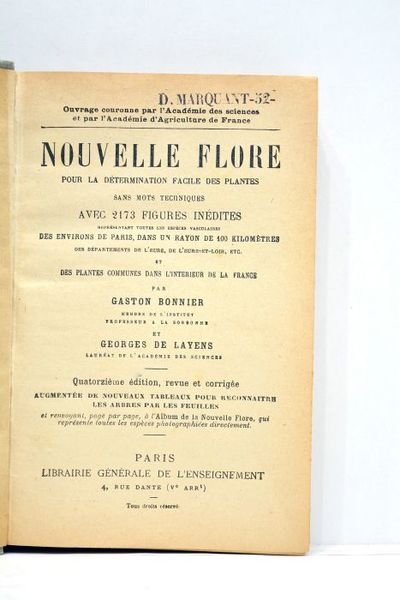 D. MARQUANT-52-
Ouvrage couronne par l'Académie des sciences
et par l'Académie d'Agriculture de France
NOUVELLE FLORE
POUR LA DÉTERMINATION FACILE DES PLANTES
SANS MOTS TECHNIQUES
AVEC 2173 FIGURES INÉDITES
REPRÉSENTANT TOUTES LES ESPÈCES VASCULAIRES
DES ENVIRONS DE PARIS, DANS UN RAYON DE 100 KILOMÈTRES
DES DÉPARTEMENTS DE L'EURE, DE L'EURE-ET-LOIR, ETC.
ET
DES PLANTES COMMUNES DANS L'INTERIEUR DE LA FRANCE
PAR
GASTON BONNIER
MEMBRE DE L'INSTITUT
PROFESSEUR A LA SORBONNE
ET
GEORGES DE LAYENS
LAURÉAT DE L'ACADÉMIE DES SCIENCES
Quatorzième édition, revue et corrigée
AUGMENTÉE DE NOUVEAUX TABLEAUX POUR RECONNAITRE
LES ARBRES PAR LES FEUILLES
et renvoyant, page par page, à l'Album de la Nouvelle Flore, qui
représente toutes les espèces photographiées directement.
PARIS
LIBRAIRIE GÉNÉRALE DE L'ENSEIGNEMENT
4, RUE DANTE (Vᵉ ARRᵗ)
Tous droits réservé